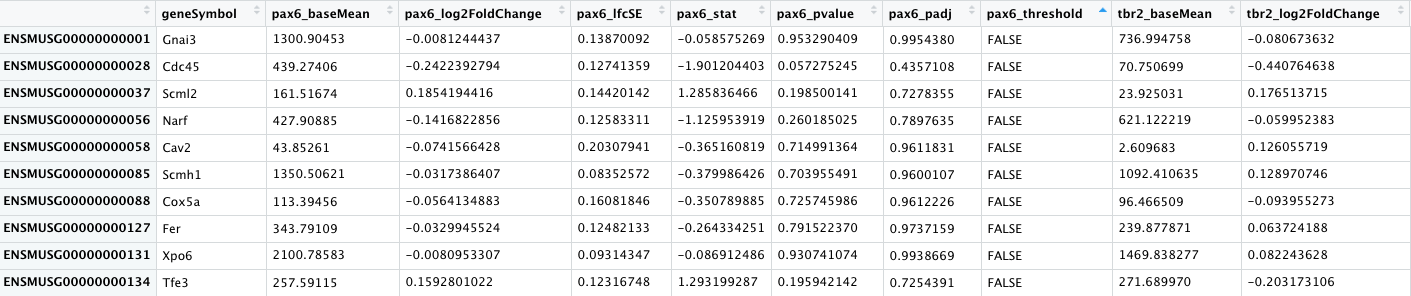 geneSymbol pax6_baseMean pax6_log2FoldChange pax6_lfcSE pax6_stat pax6_pvalue pax6_padj pax6_threshold tbr2_baseMean tbr2_log2FoldChange
ENSMUSG00000000001 Gnai3 1300.90453 −0.0081244437 0.13870092 −0.058575269 0.953290409 0.9954380 FALSE 736.994758 −0.080673632
ENSMUSG00000000028 Cdc45 439.27406 −0.2422392794 0.12741359 −1.901204403 0.057275245 0.4357108 FALSE 70.750699 −0.440764638
ENSMUSG00000000037 Scml2 161.51674 0.1854194416 0.14420142 1.285836466 0.198500141 0.7278355 FALSE 23.925031 0.176513715
ENSMUSG00000000056 Narf 427.90885 −0.1416822856 0.12583311 −1.125953919 0.260185025 0.7897635 FALSE 621.122219 −0.059952383
ENSMUSG00000000058 Cav2 43.85261 −0.0741566428 0.20307941 −0.365160819 0.714991364 0.9611831 FALSE 2.609683 0.126055719
ENSMUSG00000000085 Scmh1 1350.50621 −0.0317386407 0.08352572 −0.379986426 0.703955491 0.9600107 FALSE 1092.410635 0.128970746
ENSMUSG00000000088 Cox5a 113.39456 −0.0564134883 0.16081846 −0.350789885 0.725745986 0.9612226 FALSE 96.466509 −0.093955273
ENSMUSG00000000127 Fer 343.79109 −0.0329945524 0.12482133 −0.264334251 0.791522370 0.9737159 FALSE 239.877871 0.063724188
ENSMUSG00000000131 Xpo6 2100.78583 −0.0080953307 0.09314347 −0.086912486 0.930741074 0.9938669 FALSE 1469.838277 0.082243628
ENSMUSG00000000134 Tfe3 257.59115 0.1592801022 0.12316748 1.293199287 0.195942142 0.7254391 FALSE 271.689970 −0.203173106